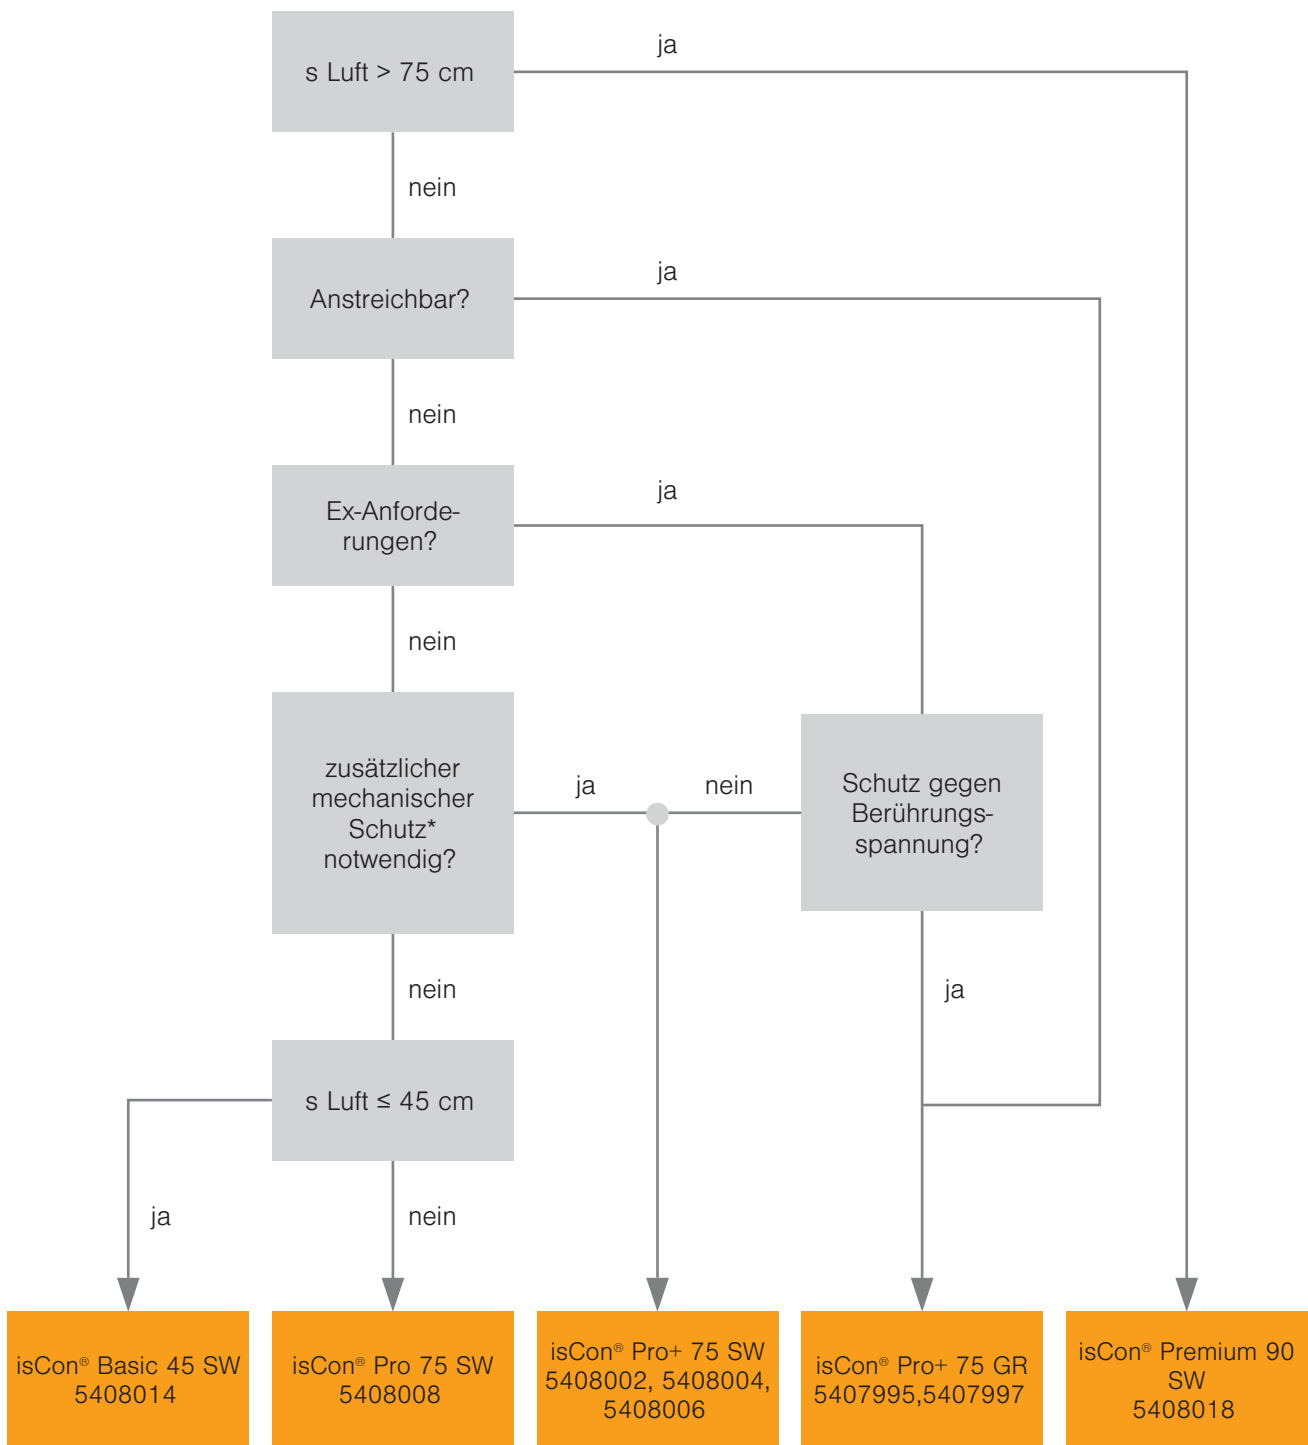 s Luft > 75 cm
ja
nein
Anstreichbar?
ja
nein
Ex-Anforde-
rungen?
ja
nein
zusätzlicher
mechanischer
Schutz*
notwendig?
ja
nein
Schutz gegen
Berührungs-
spannung?
nein
ja
s Luft ≤ 45 cm
ja
nein
isCon® Basic 45 SW
5408014
isCon® Pro 75 SW
5408008
isCon® Pro+ 75 SW
5408002, 5408004,
5408006
isCon® Pro+ 75 GR
5407995,5407997
isCon® Premium 90
SW
5408018